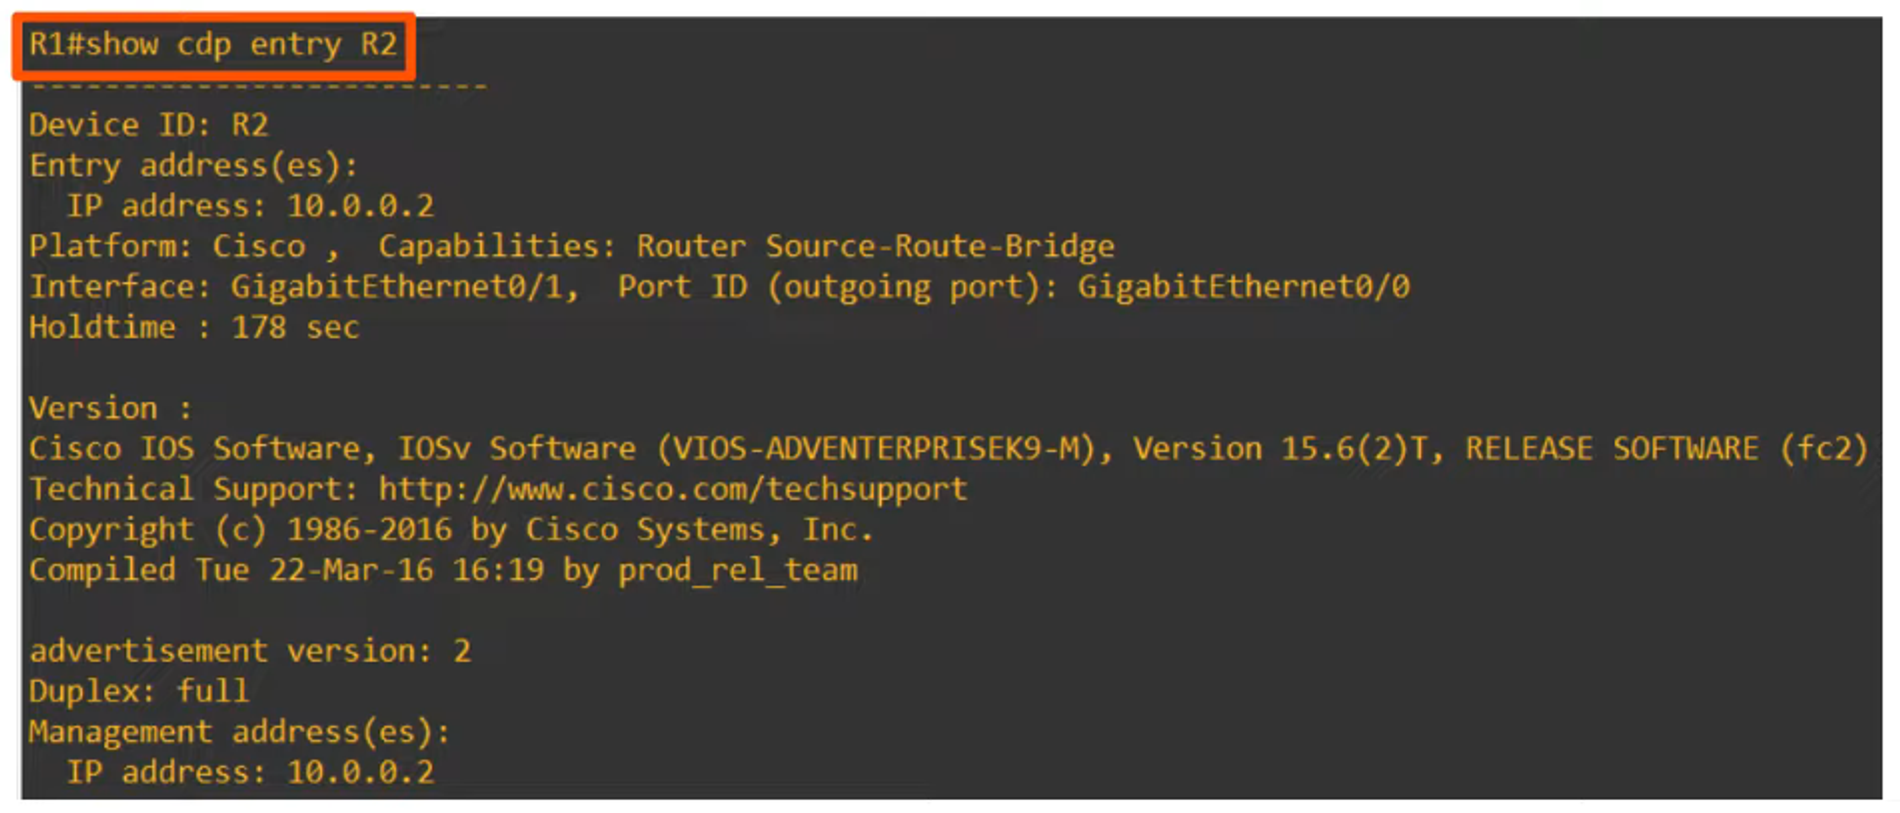 R1#show cdp entry R2
-------------------------
Device ID: R2
Entry address(es):
  IP address: 10.0.0.2
Platform: Cisco ,  Capabilities: Router Source-Route-Bridge
Interface: GigabitEthernet0/1,  Port ID (outgoing port): GigabitEthernet0/0
Holdtime : 178 sec

Version :
Cisco IOS Software, IOSv Software (VIOS-ADVENTERPRISEK9-M), Version 15.6(2)T, RELEASE SOFTWARE (fc2)
Technical Support: http://www.cisco.com/techsupport
Copyright (c) 1986-2016 by Cisco Systems, Inc.
Compiled Tue 22-Mar-16 16:19 by prod_rel_team

advertisement version: 2
Duplex: full
Management address(es):
  IP address: 10.0.0.2